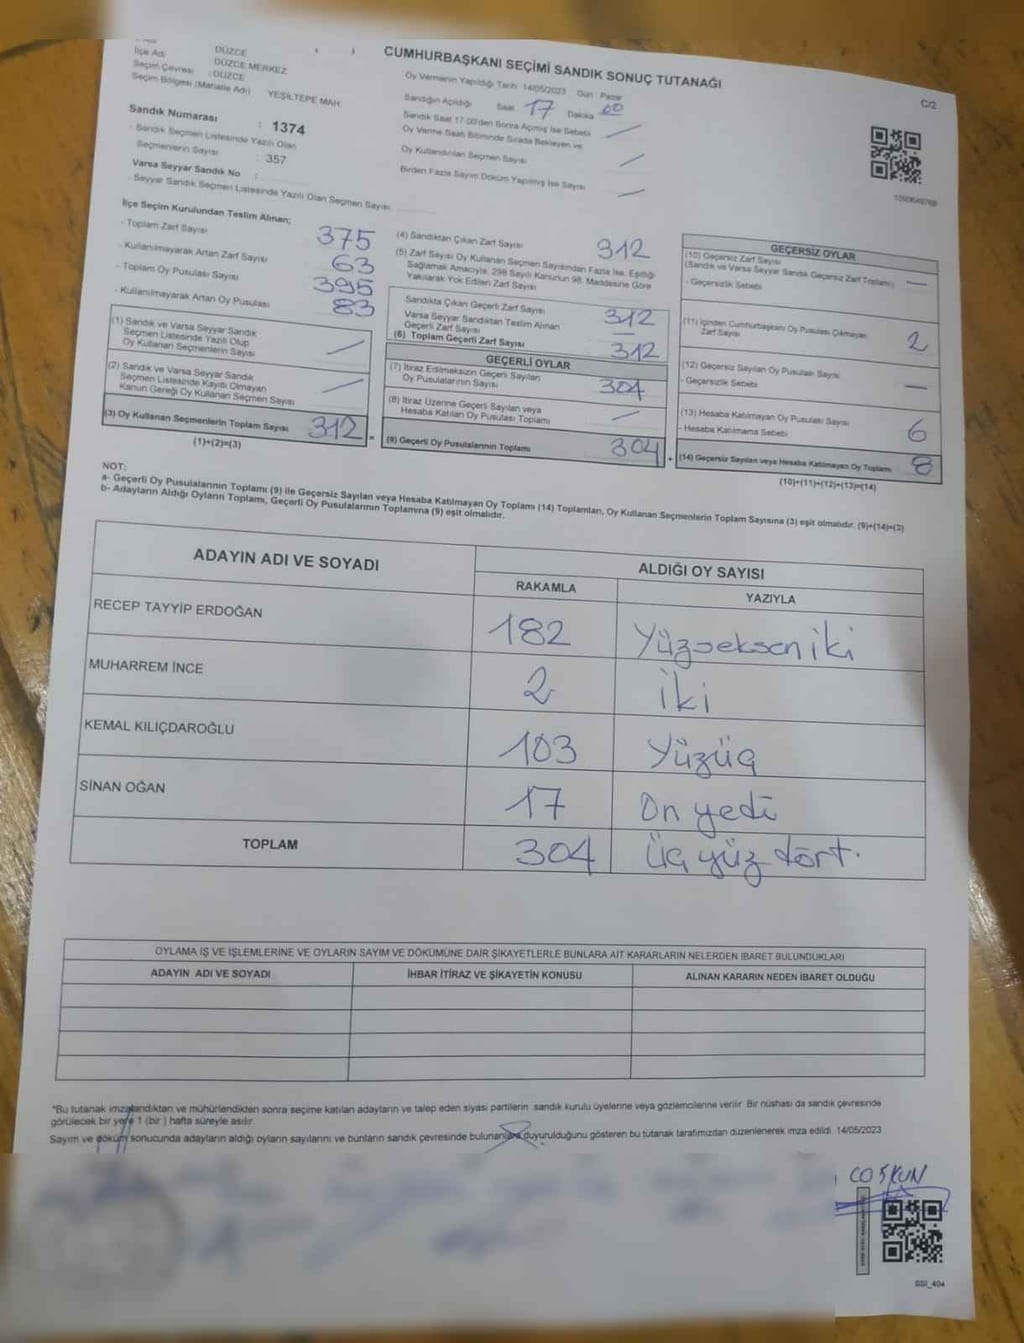 İlçe Adı DÜZCE
Seçim Çevresi DÜZCE MERKEZ
: DÜZCE
Seçim Bölgesi (Mahalle Adı) YEŞİLTEPE MAH
Sandık Numarası : 1374
- Sandık Seçmen Listesinde Yazılı Olan
Seçmenlerin Sayısı : 357
Varsa Seyyar Sandık No :
- Seyyar Sandık Seçmen Listesinde Yazılı Olan Seçmen Sayısı
CUMHURBAŞKANI SEÇİMİ SANDIK SONUÇ TUTANAĞI
C/2
Oy Vermenin Yapıldığı Tarih 14/05/2023 Gün : Pazar
Sandığın Açıldığı Saat 17 Dakika 00
Sandık Saat 17.00'den Sonra Açılmış İse Sebebi
Oy Verme Saati Bitiminde Sırada Bekleyen ve
Oy Kullandırılan Seçmen Sayısı
Birden Fazla Sayım Döküm Yapılmış İse Sayısı
İlçe Seçim Kurulundan Teslim Alınan;
- Toplam Zarf Sayısı 375
- Kullanılmayarak Artan Zarf Sayısı 63
- Toplam Oy Pusulası Sayısı 395
- Kullanılmayarak Artan Oy Pusulası 83
(1) Sandık ve Varsa Seyyar Sandık
Seçmen Listesinde Yazılı Olup
Oy Kullanan Seçmenlerin Sayısı
(2) Sandık ve Varsa Seyyar Sandık
Seçmen Listesinde Kayıtlı Olmayan
Kanun Gereği Oy Kullanan Seçmen Sayısı
(3) Oy Kullanan Seçmenlerin Toplam Sayısı 312
(1)+(2)=(3)
(4) Sandıktan Çıkan Zarf Sayısı 312
(5) Zarf Sayısı Oy Kullanan Seçmen Sayısından Fazla İse, Eşitliği
Sağlamak Amacıyla, 298 Sayılı Kanunun 98. Maddesine Göre
Yakılarak Yok Edilen Zarf Sayısı
Sandıkta Çıkan Geçerli Zarf Sayısı 312
Varsa Seyyar Sandıktan Teslim Alınan
Geçerli Zarf Sayısı
(6) Toplam Geçerli Zarf Sayısı 312
GEÇERLİ OYLAR
(7) İtiraz Edilmeksizin Geçerli Sayılan
Oy Pusulalarının Sayısı 304
(8) İtiraz Üzerine Geçerli Sayılan veya
Hesaba Katılan Oy Pusulası Toplamı
(9) Geçerli Oy Pusulalarının Toplamı 304
GEÇERSİZ OYLAR
(10) Geçersiz Zarf Sayısı
(Sandık ve Varsa Seyyar Sandık Geçersiz Zarf Toplamı)
- Geçersizlik Sebebi
(11) İçinden Cumhurbaşkanı Oy Pusulası Çıkmayan
Zarf Sayısı 2
(12) Geçersiz Sayılan Oy Pusulası Sayısı
- Geçersizlik Sebebi
(13) Hesaba Katılmayan Oy Pusulası Sayısı 6
- Hesaba Katılmama Sebebi
(14) Geçersiz Sayılan veya Hesaba Katılmayan Oy Toplamı 8
(10)+(11)+(12)+(13)=(14)
NOT:
a- Geçerli Oy Pusulalarının Toplamı (9) ile Geçersiz Sayılan veya Hesaba Katılmayan Oy Toplamı (14) Toplamları, Oy Kullanan Seçmenlerin Toplam Sayısına (3) eşit olmalıdır. (9)+(14)=(3)
b- Adayların Aldığı Oyların Toplamı, Geçerli Oy Pusulalarının Toplamına (9) eşit olmalıdır.
ADAYIN ADI VE SOYADI ALDIĞI OY SAYISI
RAKAMLA YAZIYLA
RECEP TAYYİP ERDOĞAN 182 Yüzseksen iki
MUHARREM İNCE 2 İki
KEMAL KILIÇDAROĞLU 103 Yüzüç
SİNAN OĞAN 17 On yedi
TOPLAM 304 Üç yüz dört.
OYLAMA İŞ VE İŞLEMLERİNE VE OYLARIN SAYIM VE DÖKÜMÜNE DAİR ŞİKAYETLERLE BUNLARA AİT KARARLARIN NELERDEN İBARET BULUNDUKLARI
ADAYIN ADI VE SOYADI İHBAR İTİRAZ VE ŞİKAYETİN KONUSU ALINAN KARARIN NEDEN İBARET OLDUĞU
"Bu tutanak imzalandıktan ve mühürlendikten sonra seçime katılan adayların ve talep eden siyasi partilerin sandık kurulu üyelerine veya gözlemcilerine verilir. Bir nüshası da sandık çevresinde
görülecek bir yere 1 (bir ) hafta süreyle asılır.
Sayım ve döküm sonucunda adayların aldığı oyların sayılarını ve bunların sandık çevresinde bulunanlara duyurulduğunu gösteren bu tutanak tarafımızdan düzenlenerek imza edildi. 14/05/2023
COŞKUN
SSİ_404